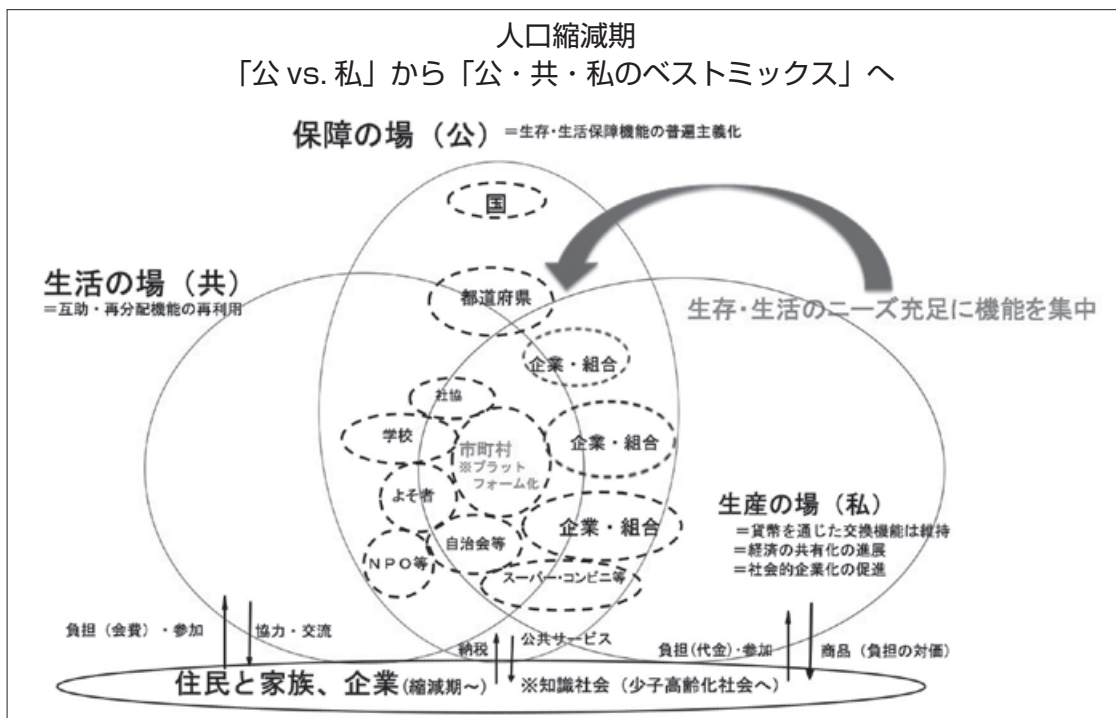 人口縮減期
「公 vs. 私」から「公・共・私のベストミックス」へ
保障の場（公）＝生存・生活保障機能の普遍主義化
国
生活の場（共）
＝互助・再分配機能の再利用
都道府県
生存・生活のニーズ充足に機能を集中
企業・組合
社協
学校
市町村
※プラット
フォーム化
企業・組合
よそ者
生産の場（私）
＝貨幣を通じた交換機能は維持
＝経済の共有化の進展
＝社会的企業化の促進
企業・組合
自治会等
ＮＰＯ等
スーパー・コンビニ等
負担（会費）・参加
協力・交流
納税
公共サービス
負担（代金）・参加
商品（負担の対価）
住民と家族、企業（縮減期～） ※知識社会（少子高齢化社会へ）